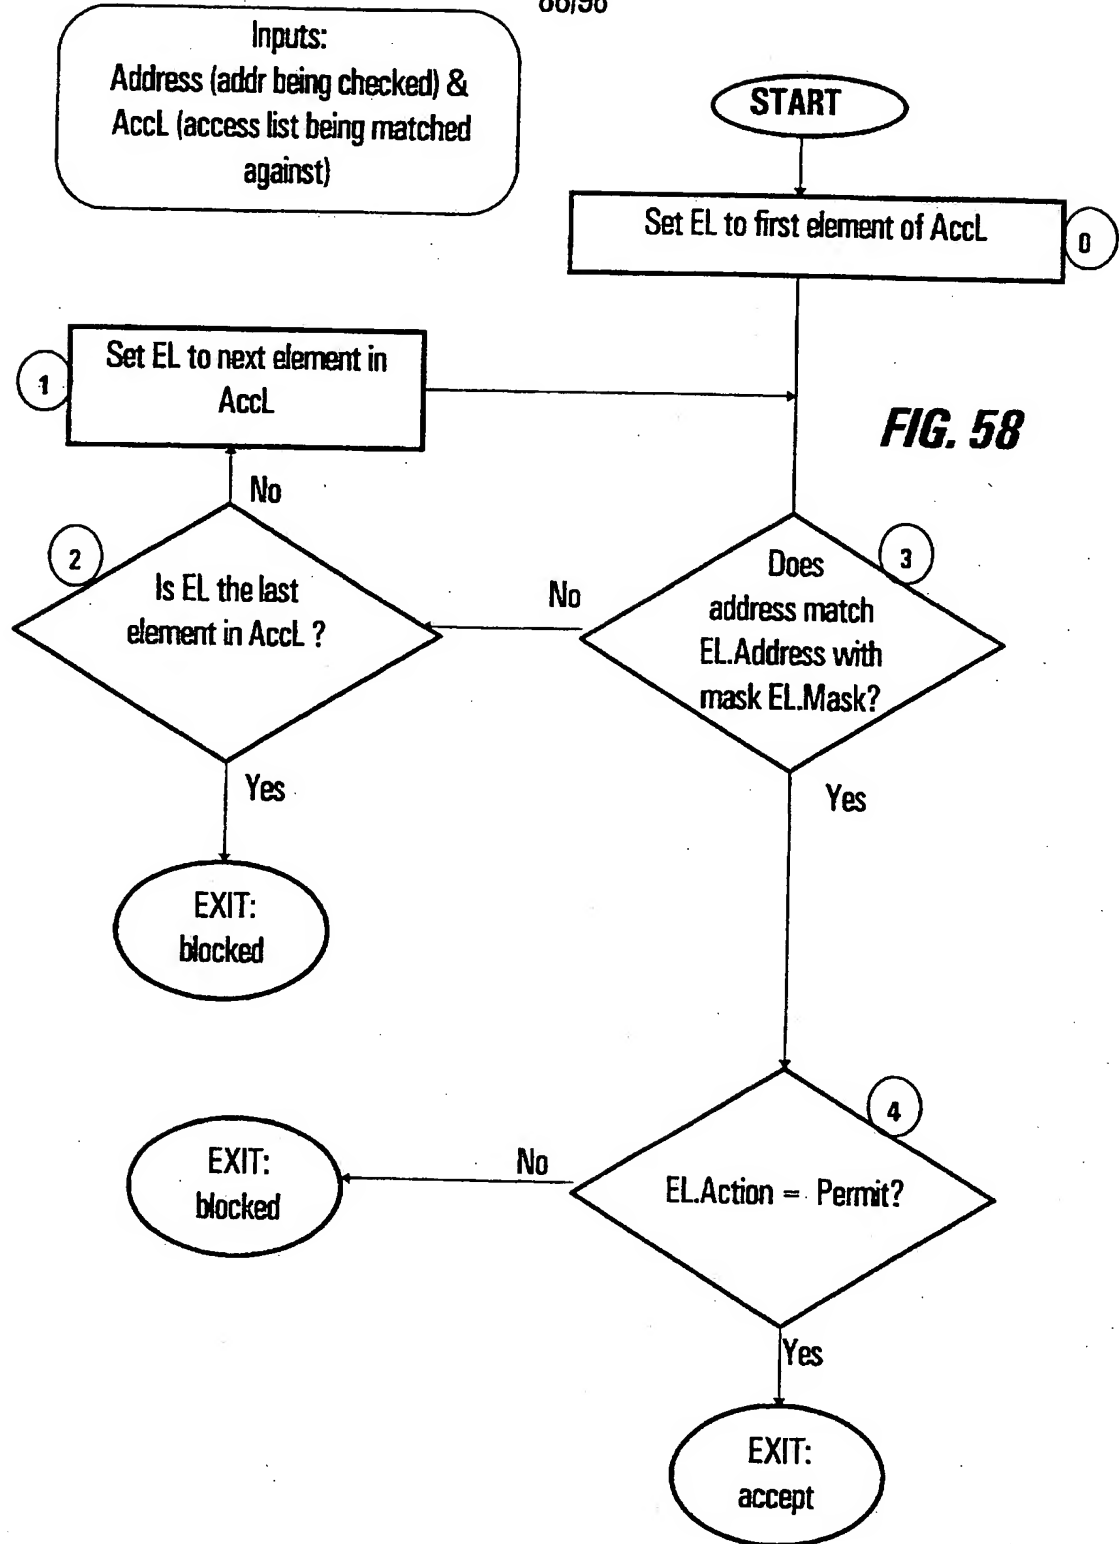 Inputs:
Address (addr being checked) &
AccL (access list being matched
against)
START
Set EL to first element of AccL
0
1
Set EL to next element in
AccL
FIG. 58
No
2
Is EL the last
element in AccL ?
No
3
Does
address match
EL.Address with
mask EL.Mask?
Yes
Yes
EXIT:
blocked
4
EXIT:
blocked
No
EL.Action = Permit?
Yes
EXIT:
accept